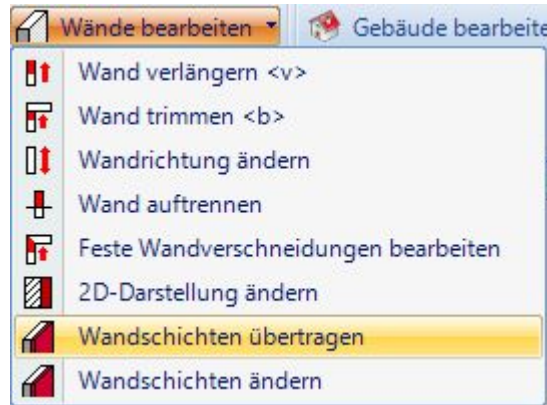 Wände bearbeiten Gebäude bearbeite
Wand verlängern <v>
Wand trimmen <b>
Wandrichtung ändern
Wand auftrennen
Feste Wandverschneidungen bearbeiten
2D-Darstellung ändern
Wandschichten übertragen
Wandschichten ändern